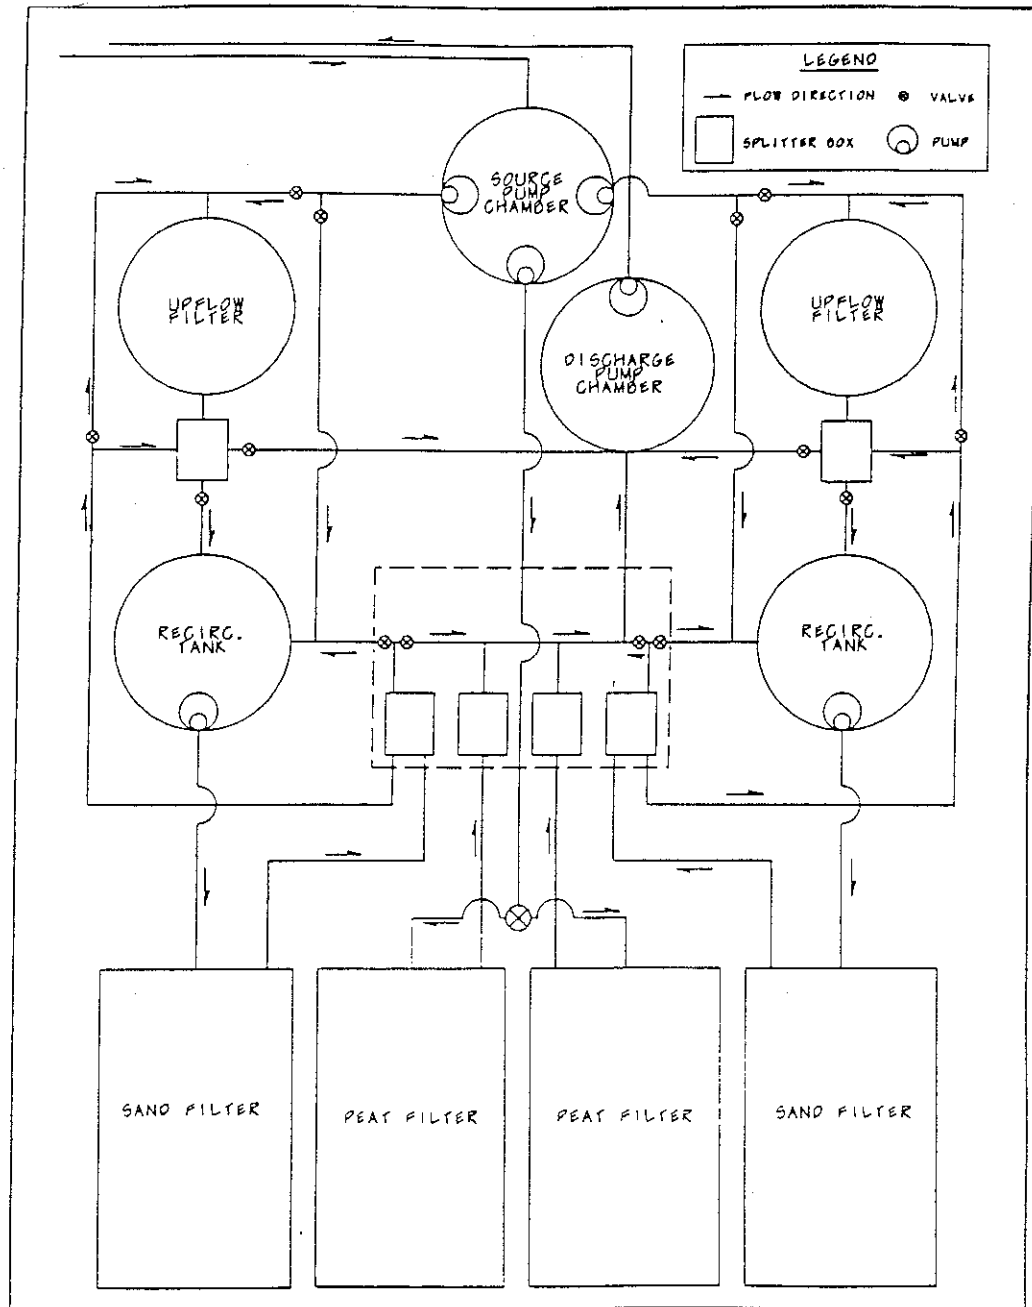 LEGEND
FLOW DIRECTION
VALVE
SPLITTER BOX
PUMP
SOURCE
PUMP
CHAMBER
UPFLOW
FILTER
UPFLOW
FILTER
DISCHARGE
PUMP
CHAMBER
RECIRC.
TANK
RECIRC.
TANK
SAND FILTER
PEAT FILTER
PEAT FILTER
SAND FILTER